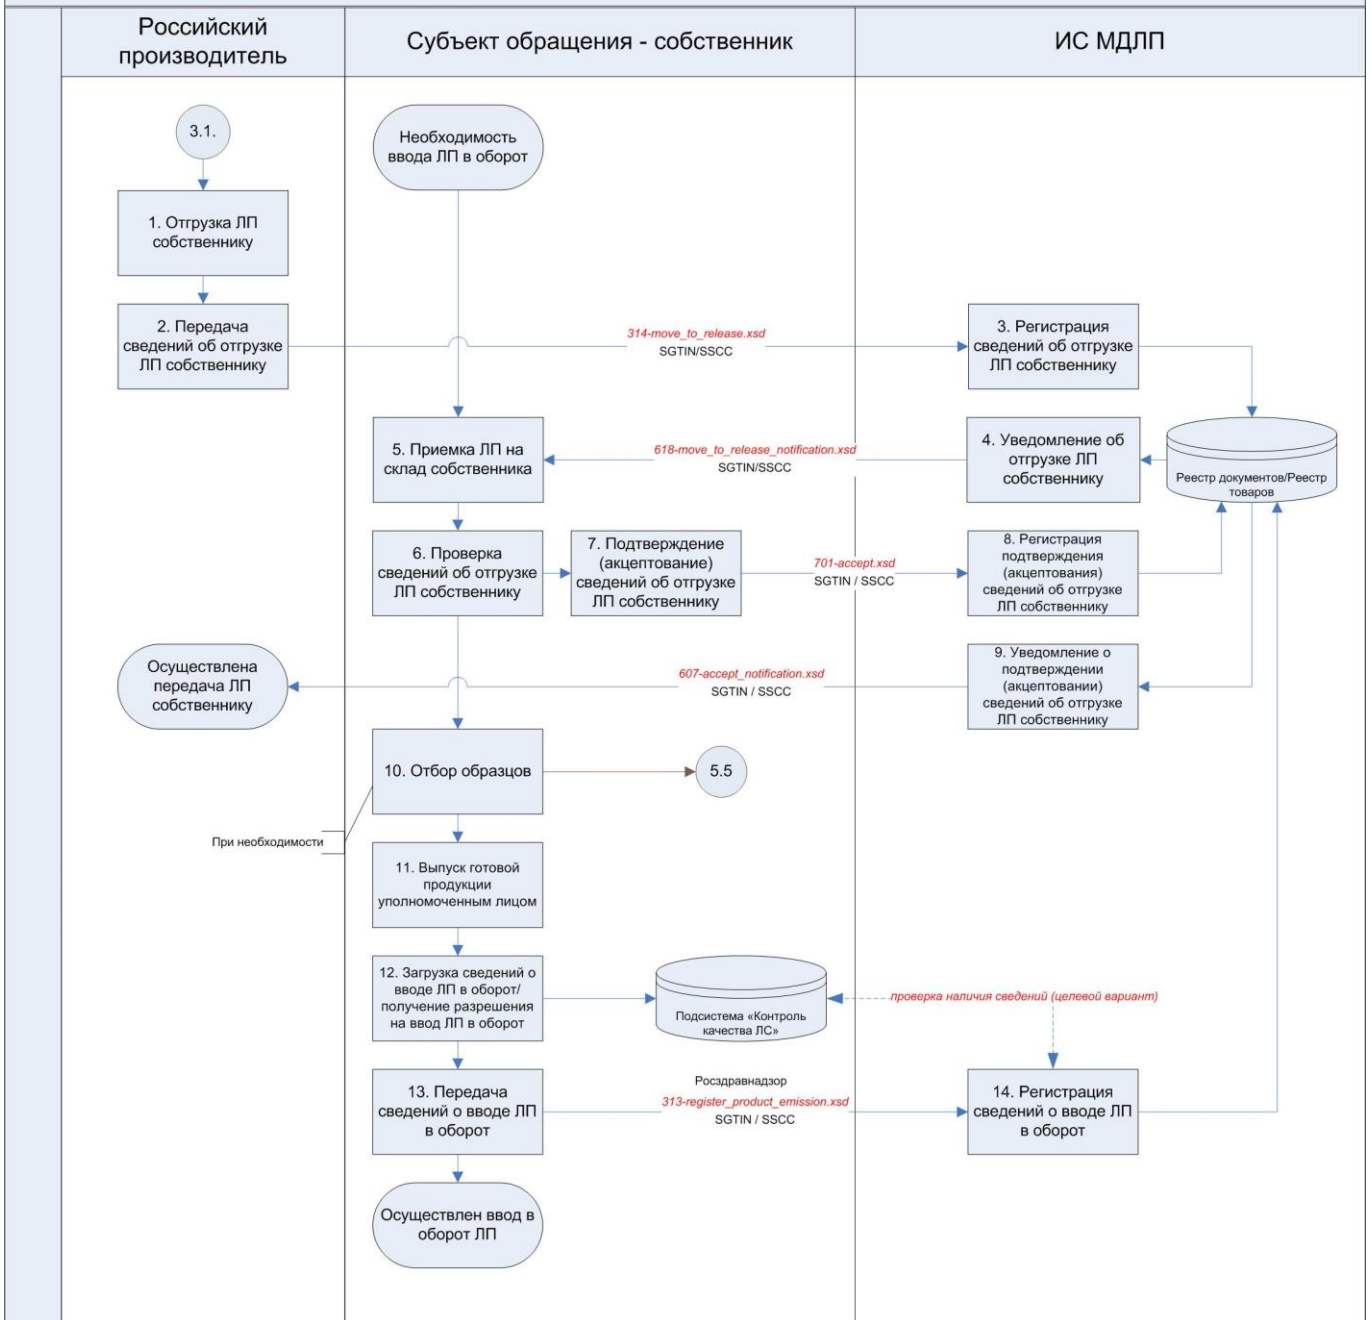 Российский
производитель
Субъект обращения - собственник
ИС МДЛП
3.1.
Необходимость
ввода ЛП в оборот
1. Отгрузка ЛП
собственнику
2. Передача
сведений об отгрузке
ЛП собственнику
314-move_to_release.xsd
SGTIN/SSCC
3. Регистрация
сведений об отгрузке
ЛП собственнику
5. Приемка ЛП на
склад собственника
618-move_to_release_notification.xsd
SGTIN/SSCC
4. Уведомление об
отгрузке ЛП
собственнику
Реестр документов/Реестр
товаров
6. Проверка
сведений об отгрузке
ЛП собственнику
7. Подтверждение
(акцептование)
сведений об отгрузке
ЛП собственнику
701-accept.xsd
SGTIN / SSCC
8. Регистрация
подтверждения
(акцептования)
сведений об отгрузке
ЛП собственнику
Осуществлена
передача ЛП
собственнику
607-accept_notification.xsd
SGTIN / SSCC
9. Уведомление о
подтверждении
(акцептовании)
сведений об отгрузке
ЛП собственнику
10. Отбор образцов
5.5
При необходимости
11. Выпуск готовой
продукции
уполномоченным лицом
12. Загрузка сведений о
вводе ЛП в оборот/
получение разрешения
на ввод ЛП в оборот
Подсистема «Контроль
качества ЛС»
проверка наличия сведений (целевой вариант)
13. Передача
сведений о вводе ЛП
в оборот
Росздравнадзор
313-register_product_emission.xsd
SGTIN / SSCC
14. Регистрация
сведений о вводе ЛП
в оборот
Осуществлен ввод в
оборот ЛП